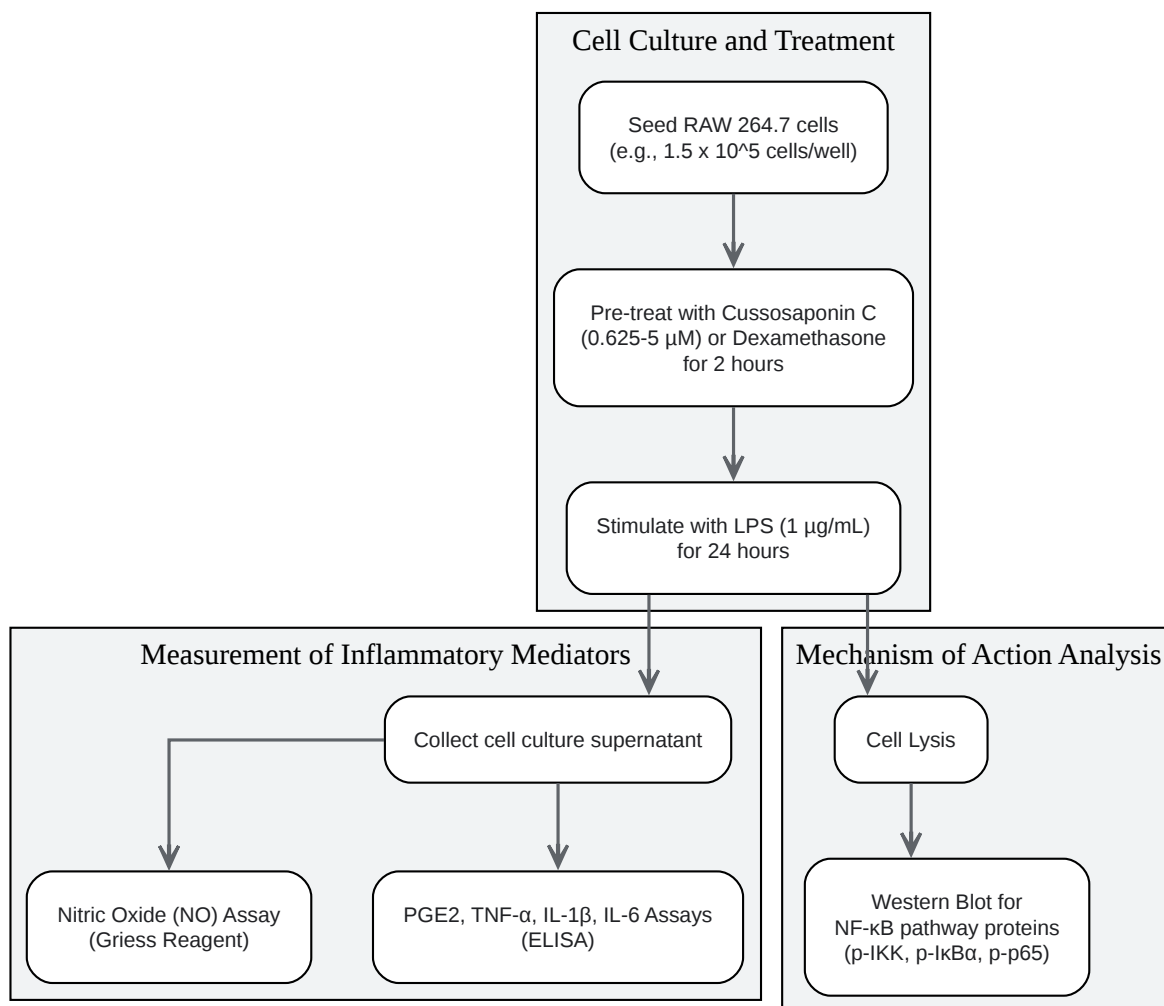 Cell Culture and Treatment
Seed RAW 264.7 cells
(e.g., 1.5 x 10^5 cells/well)
Pre-treat with Cussosaponin C
(0.625-5 µM) or Dexamethasone
for 2 hours
Stimulate with LPS (1 µg/mL)
for 24 hours
Measurement of Inflammatory Mediators
Collect cell culture supernatant
Nitric Oxide (NO) Assay
(Griess Reagent)
PGE2, TNF-α, IL-1β, IL-6 Assays
(ELISA)
Mechanism of Action Analysis
Cell Lysis
Western Blot for
NF-κB pathway proteins
(p-IKK, p-IκBα, p-p65)